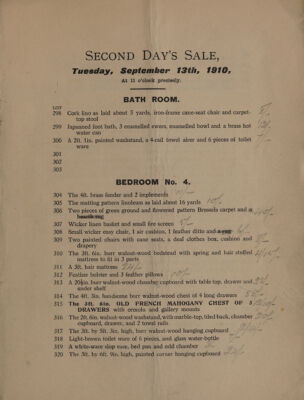 SECOND DAY'S SALE,
Tuesday, September 13th, 1910,
At 11 o'clock precisely.
BATH ROOM.
LOT
298 Cork lino as laid about 5 yards, iron-frame cane-seat chair and carpet-
top stool
299 Japanned foot bath, 3 enamelled ewers, enamelled bowl and a brass hot
water can
300 A 2ft. 1in. painted washstand, a 4-rail towel airer and 6 pieces of toilet
ware
301
302
303
BEDROOM No. 4.
304 The 4ft. brass fender and 2 implements
305 The matting pattern linoleum as laid about 16 yards
306 Two pieces of green ground and flowered pattern Brussels carpet and a
307 Wicker linen basket and small fire screen
308 Small wicker easy chair, 1 air cushion, 1 feather ditto and a
309 Two painted chairs with cane seats, a deal clothes box, cushion and
drapery
310 The 3ft. 6in. burr walnut-wood bedstead with spring and
mattress to fit in 3 parts
311 A 3ft. hair mattress
312 Feather bolster and 3 feather pillows
313 A burr walnut-wood chamber cupboard with table top, drawer and
under shelf
314 The 4ft. 3in. handsome burr walnut-wood chest of 4 long drawers
315 The 3ft. 8in. OLD FRENCH MAHOGANY CHEST OF 3
DRAWERS with ormolu and gallery mounts
316 The 2ft. 6in. walnut-wood washstand, with marble-top, tiled back, chamber
cupboard, drawer, and 2 towel rails
317 The 3ft. by 5ft. 3in. high, burr walnut-wood hanging cupboard
318 Light-brown toilet ware of 6 pieces, and glass water-bottle
319 A white-ware slop ease, bed pan and odd chamber
320 The 3ft. by 6ft. 9in. high, painted corner hanging cupboard